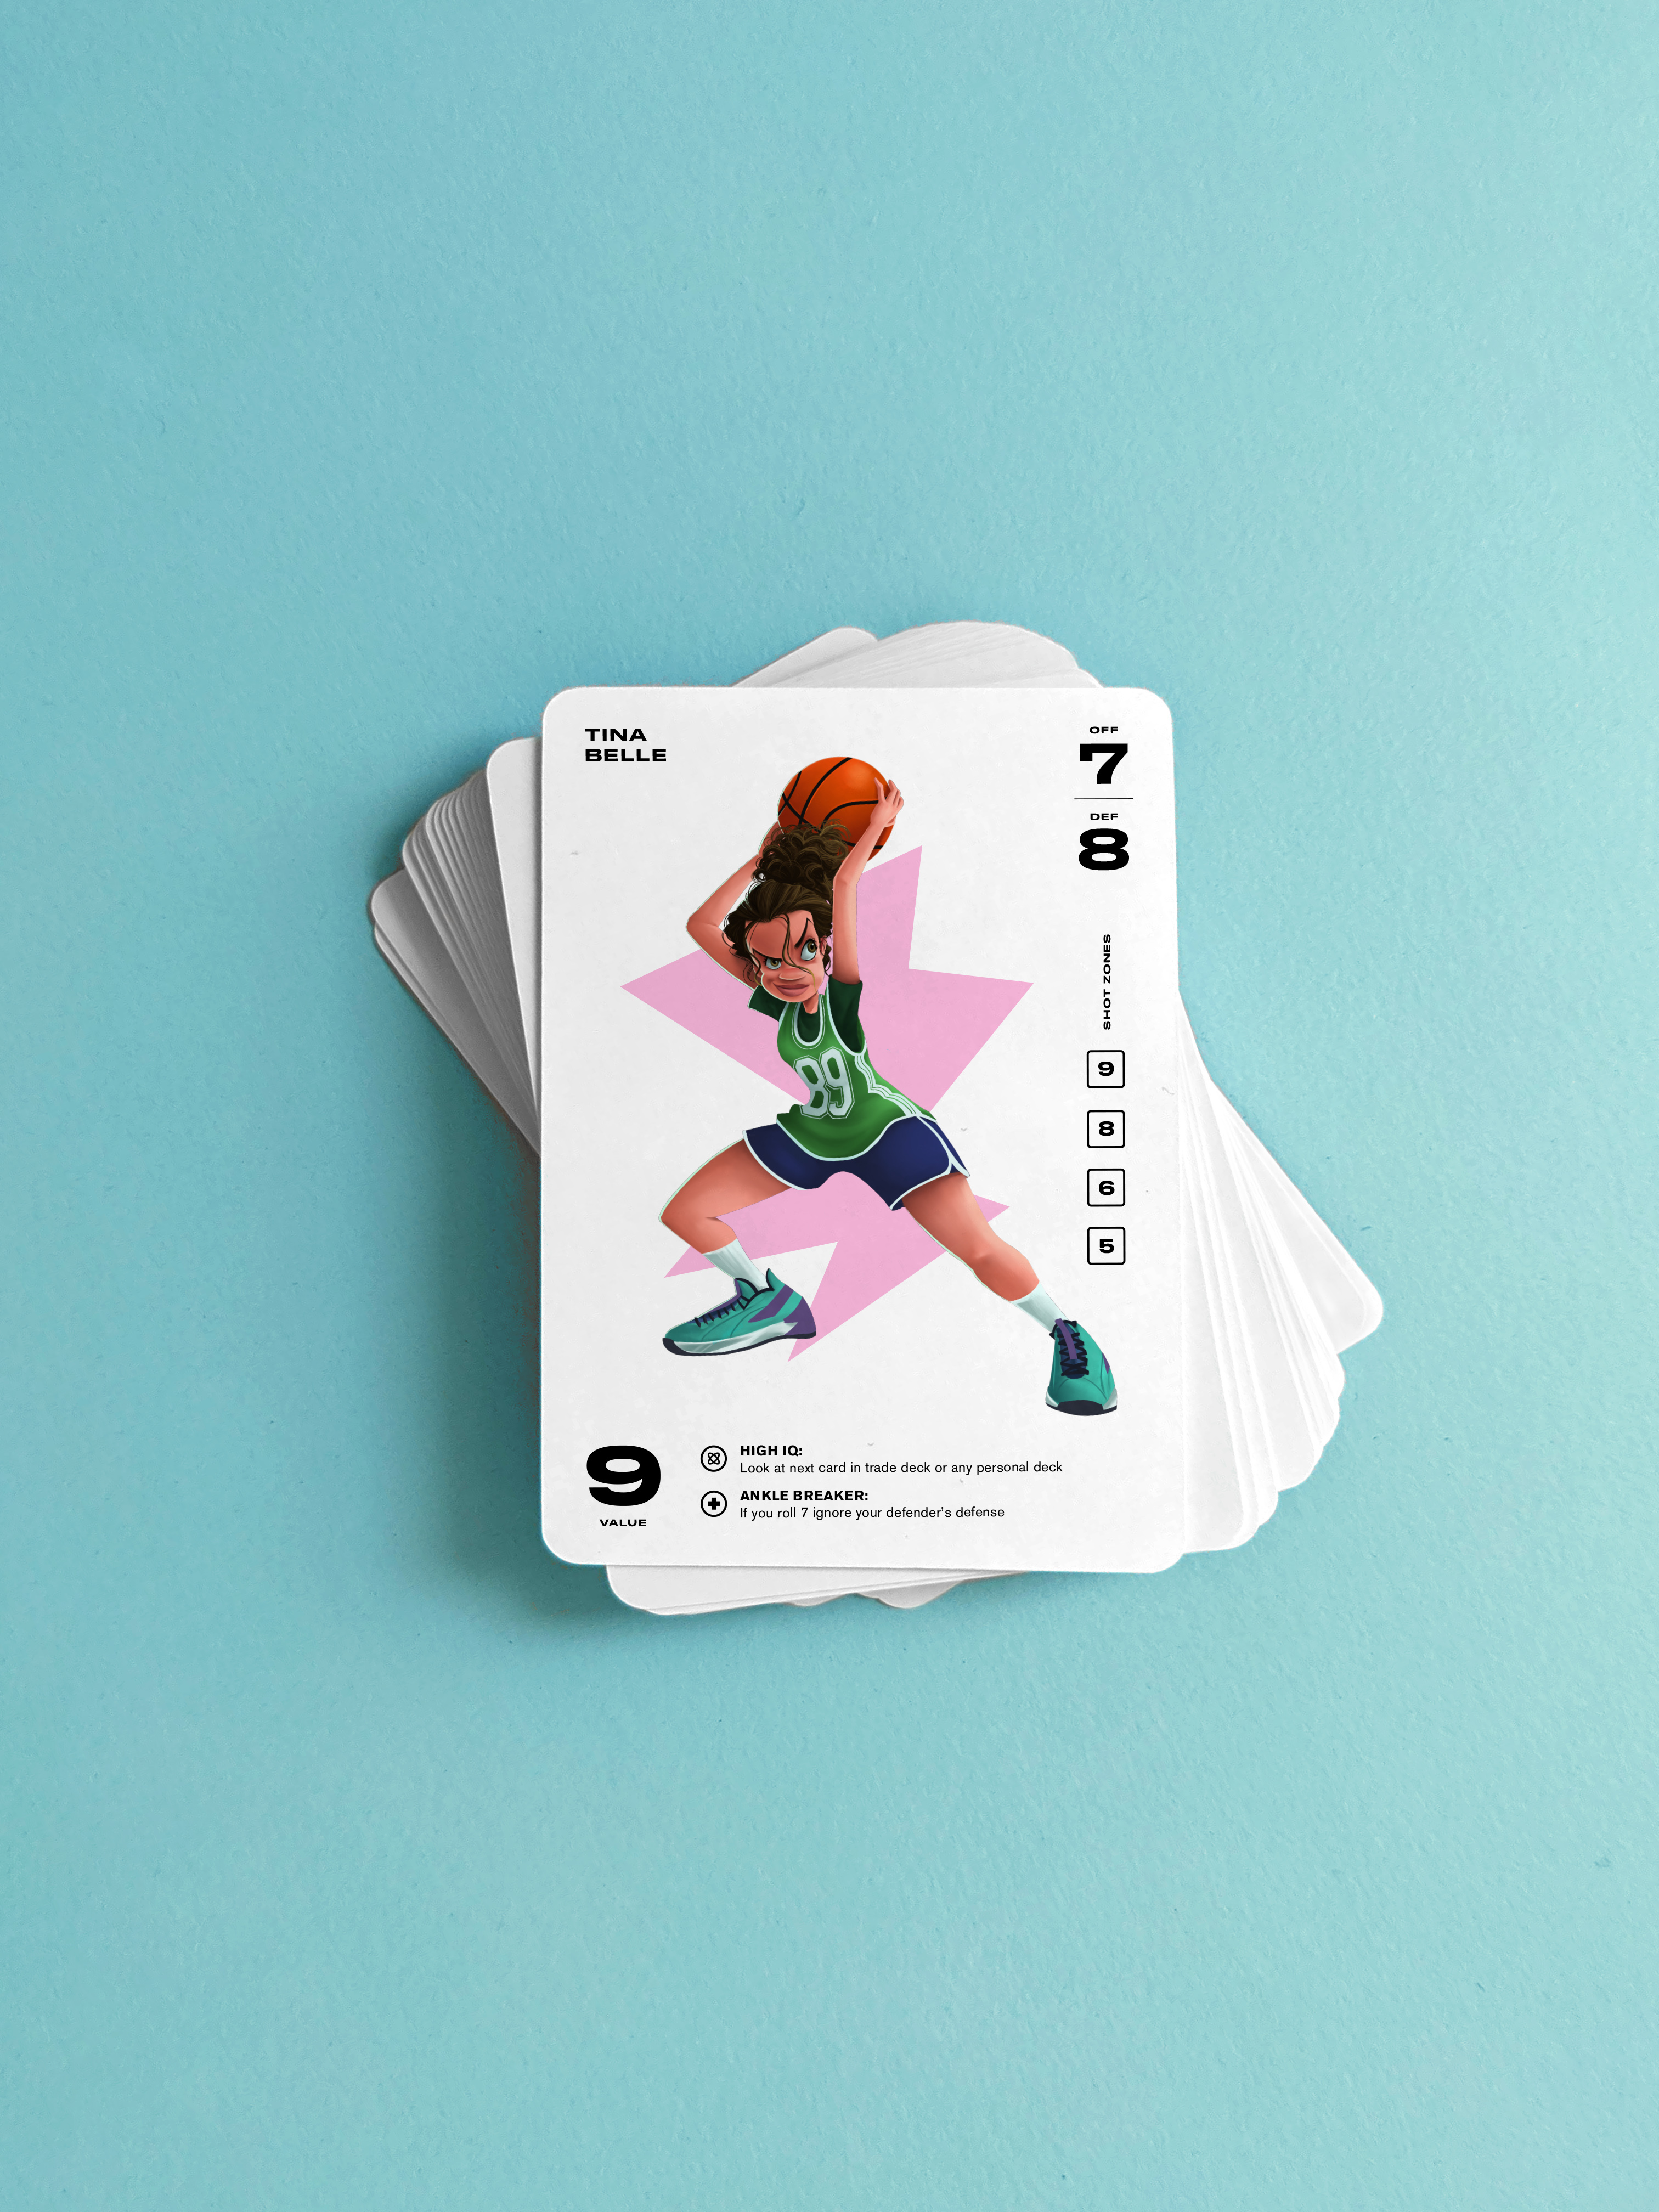 TINA
BELLE
OFF
7
DEF
8
SHOT ZONES
9
8
6
5
89
9
VALUE
HIGH IQ:
Look at next card in trade deck or any personal deck
ANKLE BREAKER:
If you roll 7 ignore your defender's defense